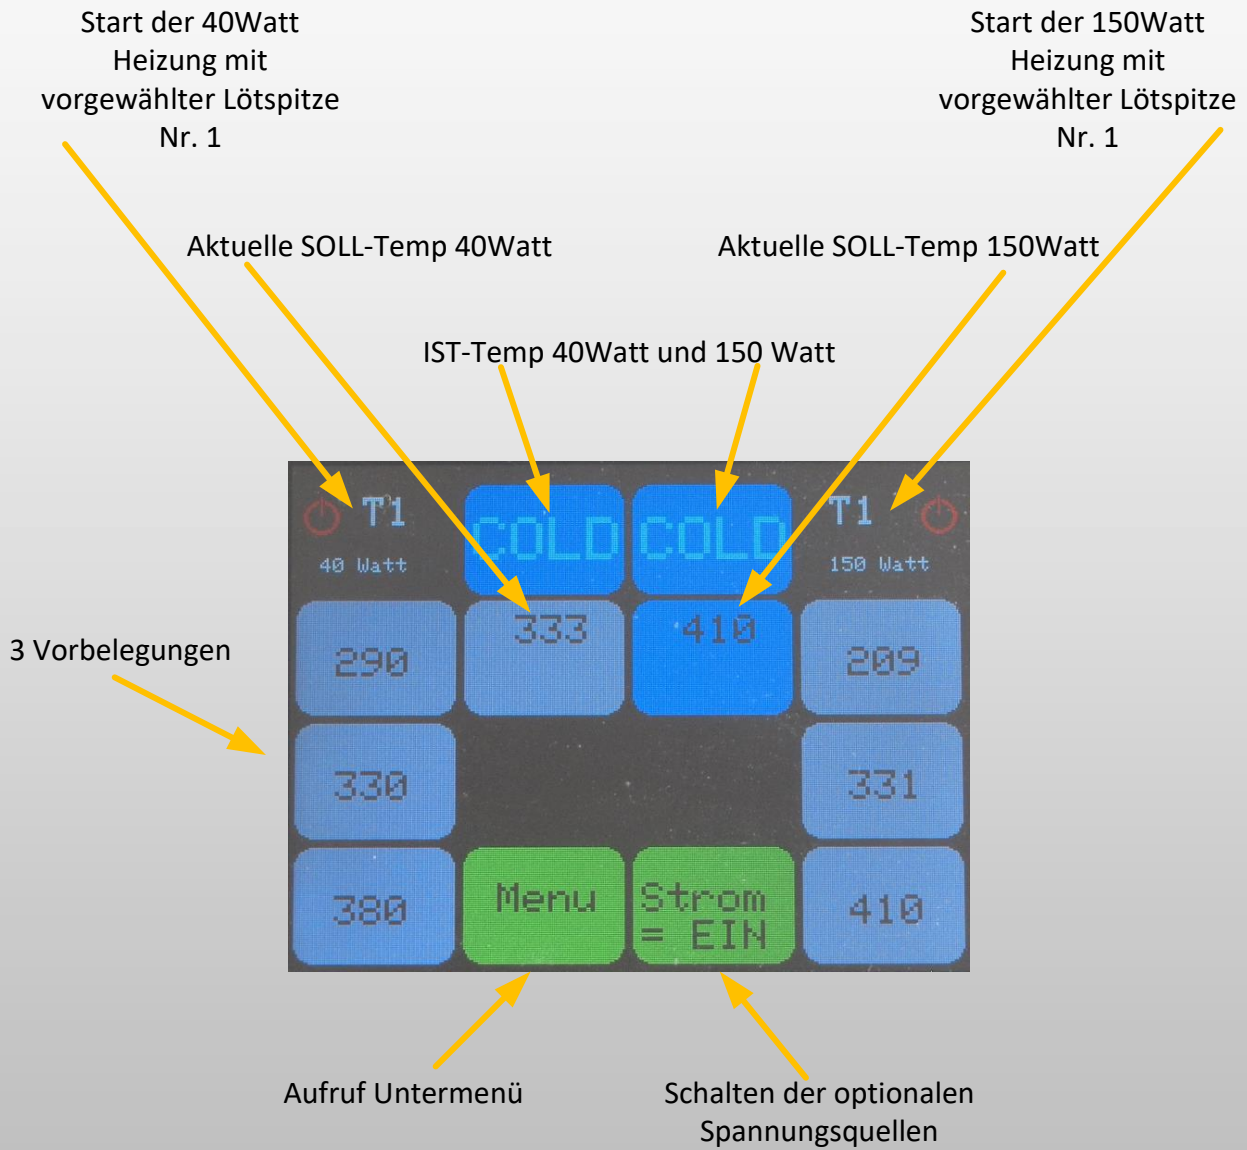 Start der 40Watt
Heizung mit
vorgewählter Lötspitze
Nr. 1
Start der 150Watt
Heizung mit
vorgewählter Lötspitze
Nr. 1
Aktuelle SOLL-Temp 40Watt
Aktuelle SOLL-Temp 150Watt
IST-Temp 40Watt und 150 Watt
T1
40 Watt
COLD
COLD
T1
150 Watt
3 Vorbelegungen
290
333
410
209
330
331
380
Menu
Strom
= EIN
410
Aufruf Untermenü
Schalten der optionalen
Spannungsquellen